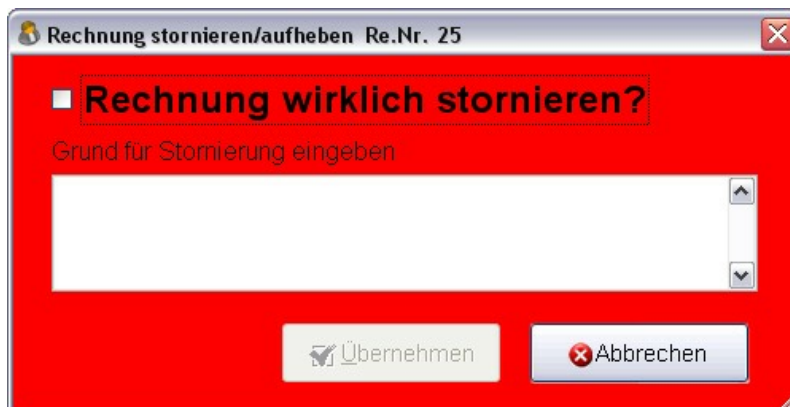 Rechnung stornieren/aufheben Re.Nr. 25
Rechnung wirklich stornieren?
Grund für Stornierung eingeben
Übernehmen
Abbrechen